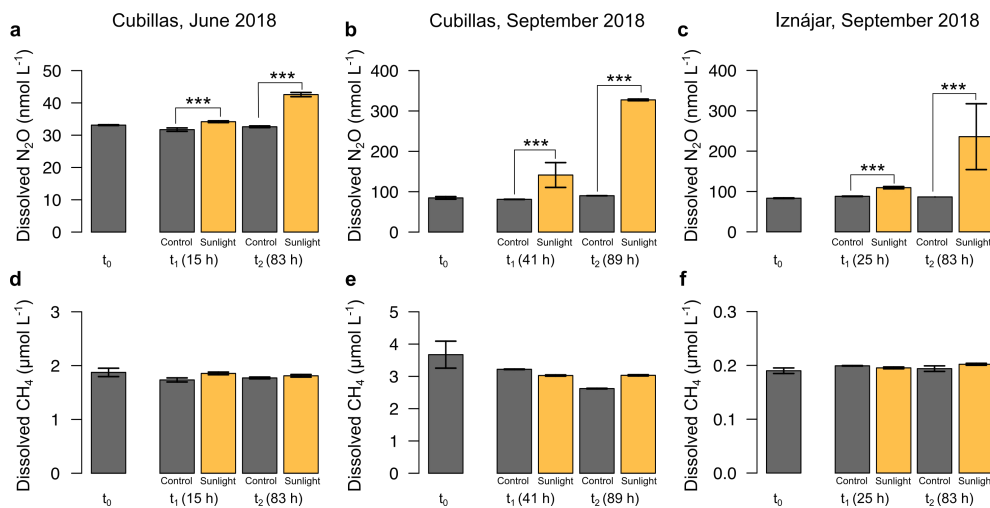 Cubillas, June 2018
Cubillas, September 2018
Iznájar, September 2018
a
Dissolved N₂O (nmol L⁻¹)
50
40
30
20
10
0
***
***
Control Sunlight Control Sunlight
t₀ t₁ (15 h) t₂ (83 h)
b
Dissolved N₂O (nmol L⁻¹)
400
300
200
100
0
***
***
Control Sunlight Control Sunlight
t₀ t₁ (41 h) t₂ (89 h)
c
Dissolved N₂O (nmol L⁻¹)
400
300
200
100
0
***
***
Control Sunlight Control Sunlight
t₀ t₁ (25 h) t₂ (83 h)
d
Dissolved CH₄ (µmol L⁻¹)
3
2
1
0
Control Sunlight Control Sunlight
t₀ t₁ (15 h) t₂ (83 h)
e
Dissolved CH₄ (µmol L⁻¹)
5
4
3
2
1
0
Control Sunlight Control Sunlight
t₀ t₁ (41 h) t₂ (89 h)
f
Dissolved CH₄ (µmol L⁻¹)
0.3
0.2
0.1
0.0
Control Sunlight Control Sunlight
t₀ t₁ (25 h) t₂ (83 h)